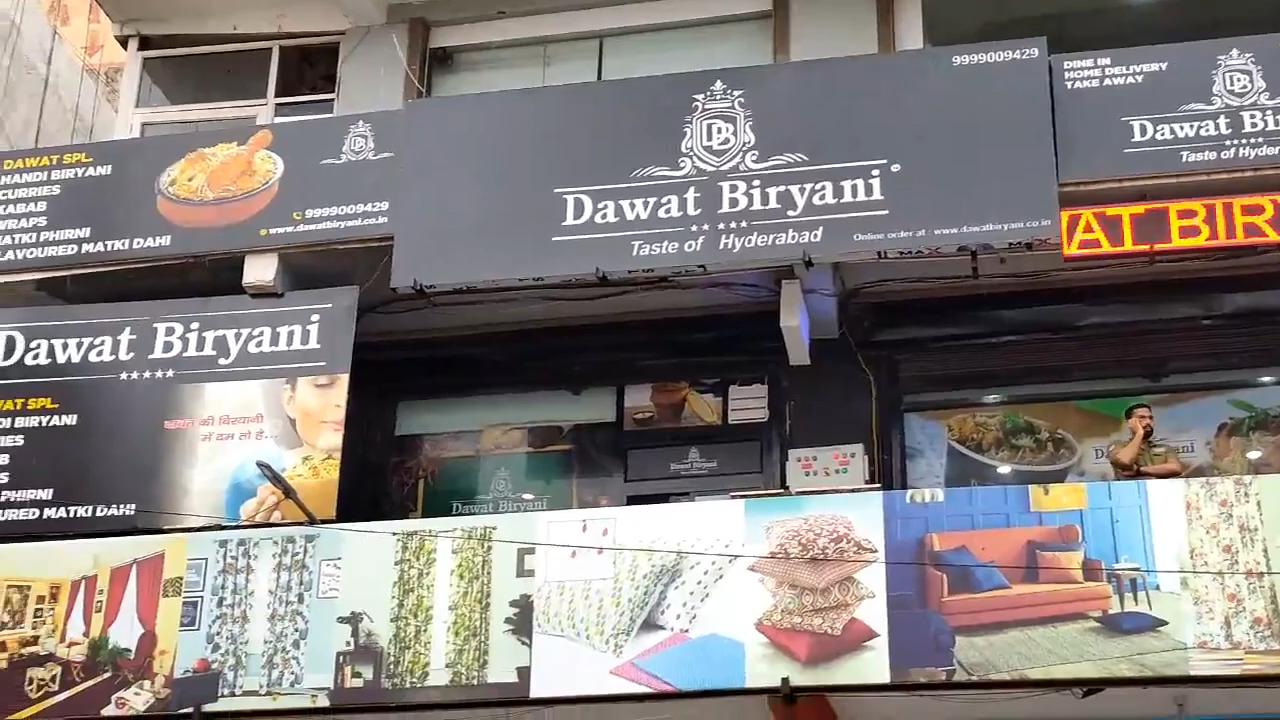 DAWAT SPL.
HANDI BIRYANI
CURRIES
KABAB
WRAPS
MATKI PHIRNI
FLAVOURED MATKI DAHI
DB
9999009429
www.dawatbiryani.co.in
9999009429
DB
Dawat Biryani
Taste of Hyderabad
Online order at : www.dawatbiryani.co.in
DINE IN
HOME DELIVERY
TAKE AWAY
DB
Dawat Bir
Taste of Hyder
AT BIR
Dawat Biryani
WAT SPL.
DI BIRYANI
IES
B
S
PHIRNI
URED MATKI DAHI
दावत की बिरयानी
में दम तो है...
Dawat Biryani
Dawat Biryani